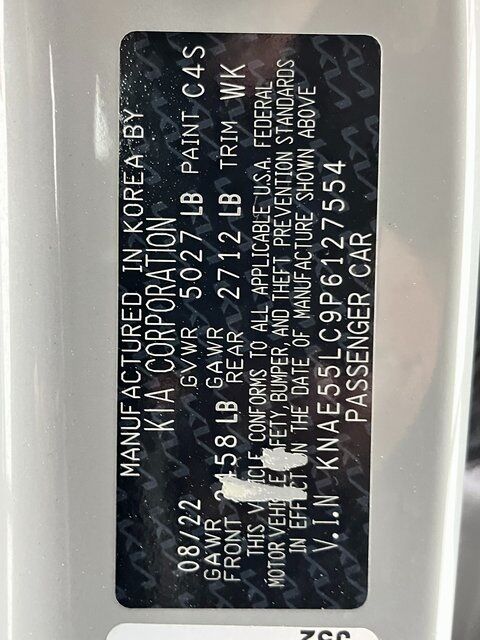 MANUFACTURED IN KOREA BY
KIA CORPORATION
08/22 GVWR 5027 LB PAINT C4S
GAWR FRONT 58 LB GAWR REAR 2712 LB TRIM WK
THIS CONFORMS TO ALL APPLICABLE U.S.A. FEDERAL
MOTOR VEHICLE FETY, BUMPER, AND THEFT PREVENTION STANDARDS
IN EFFECT ON THE DATE OF MANUFACTURE SHOWN ABOVE
V.I.N KNAE55LC9P6127554
PASSENGER CAR